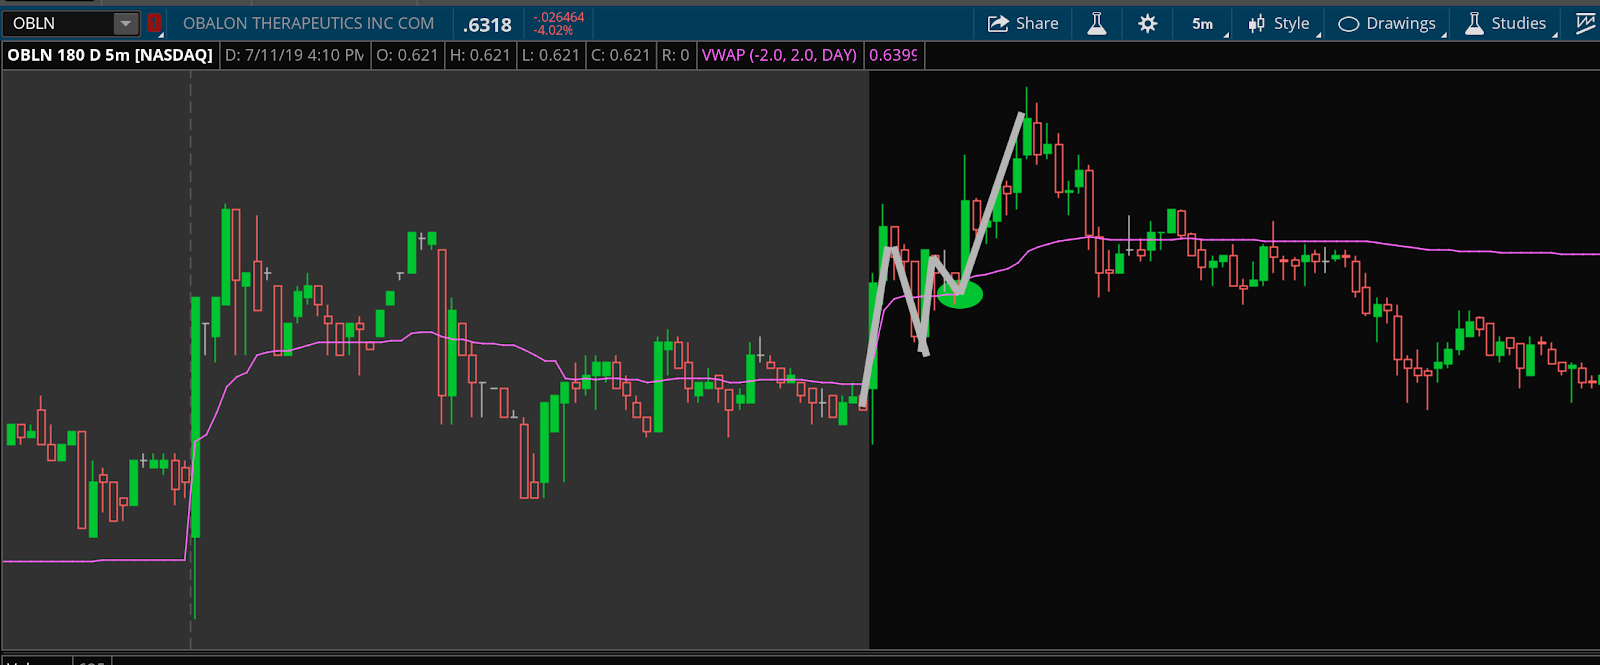 OBLN OBALON THERAPEUTICS INC COM .6318 -.026464 Share 5m Style Drawings Studies
-4.02%
OBLN 180 D 5m [NASDAQ] D: 7/11/19 4:10 PM O: 0.621 H: 0.621 L: 0.621 C: 0.621 R: 0 VWAP (-2.0, 2.0, DAY) 0.6399